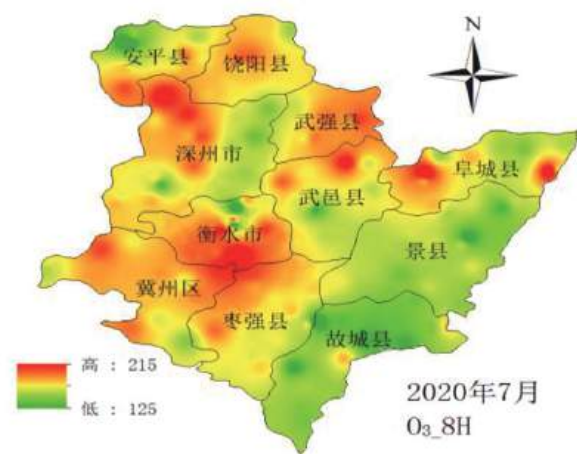 N
安平县
饶阳县
武强县
深州市
阜城县
武邑县
衡水市
景县
冀州区
枣强县
故城县
高：215
低：125
2020年7月
O₃_8H